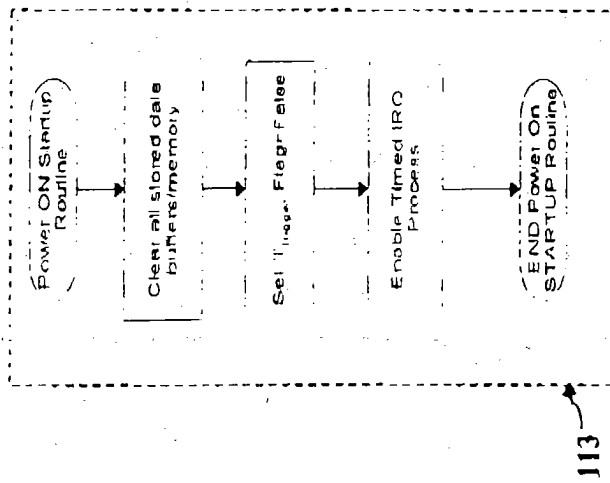 Power ON Startup
Routine
Clear all stored data
buffers/memory
Set Ttrigger Flag=False
Enable Timed IRQ
Process
END Power On
STARTUP Routine
113